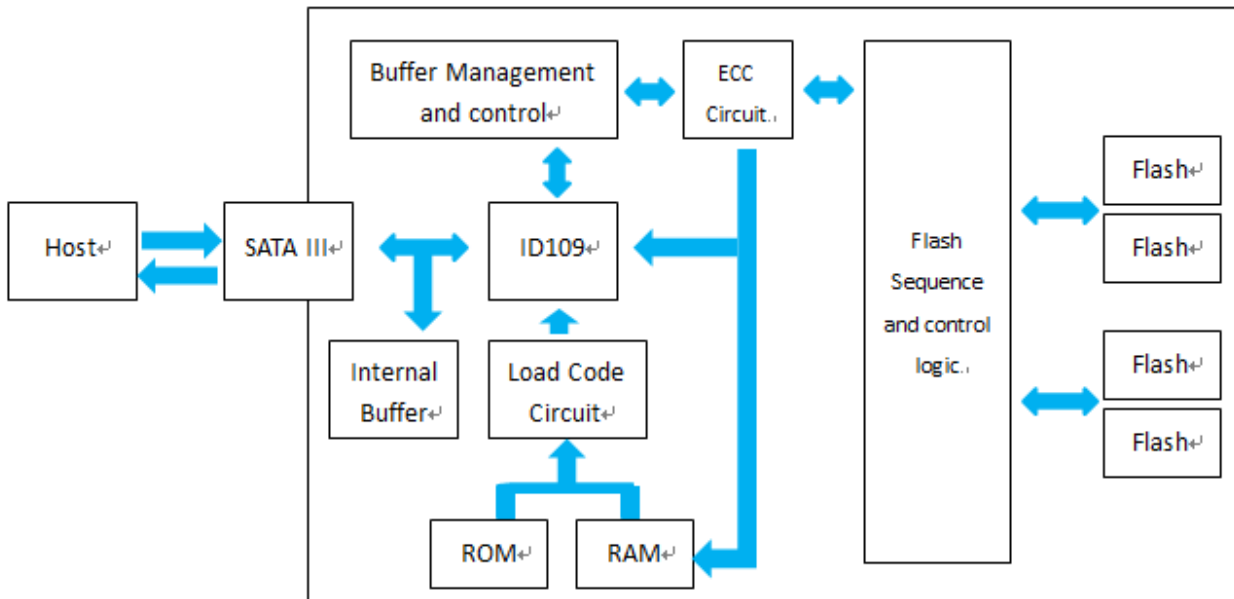 Buffer Management
and control↵
ECC
Circuit.
Host↵
SATA III↵
ID109↵
Flash
Sequence
and control
logic.
Flash↵
Flash↵
Internal
Buffer↵
Load Code
Circuit↵
Flash↵
Flash↵
ROM↵
RAM↵